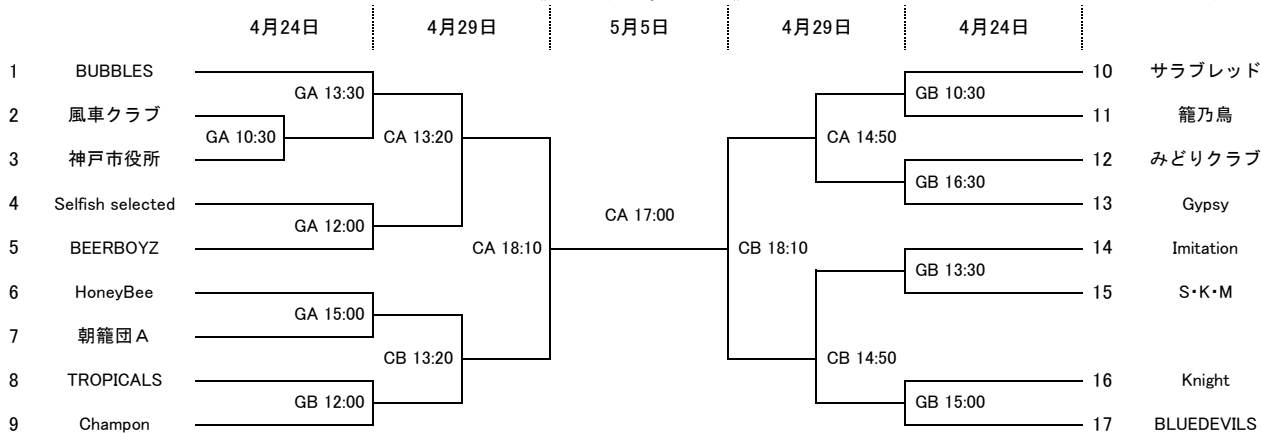 4月24日 4月29日 5月5日 4月29日 4月24日
1 BUBBLES 10 サラブレッド
GA 13:30 GB 10:30
2 風車クラブ 11 籠乃鳥
GA 10:30 CA 13:20 CA 14:50
3 神戸市役所 12 みどりクラブ
GB 16:30
4 Selfish selected 13 Gypsy
GA 12:00 CA 17:00
5 BEERBOYZ CA 18:10 CB 18:10 14 Imitation
GB 13:30
6 HoneyBee 15 S・K・M
GA 15:00
7 朝籠団A
CB 13:20 CB 14:50
8 TROPICALS 16 Knight
GB 12:00 GB 15:00
9 Champon 17 BLUEDEVILS